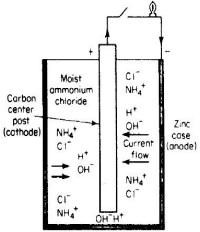 +
−
Moist
ammonium
chloride
Carbon
center
post
(cathode)
NH₄⁺
Cl⁻
H⁺
OH⁻
Cl⁻
NH₄⁺
Cl⁻
NH₄⁺
H⁺
OH⁻
Current
flow
NH₄⁺
Cl⁻
OH⁻H⁺
Zinc
case
(anode)